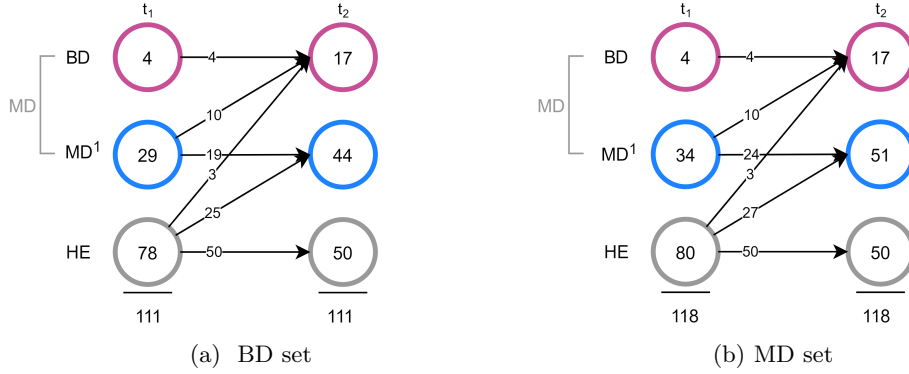 t1 t2 t1 t2
BD 4 4 17 BD 4 4 17
MD MD
10 10
MD1 29 19 44 MD1 34 24 51
3 3
25 27
HE 78 50 50 HE 80 50 50
111 111 118 118
(a) BD set (b) MD set